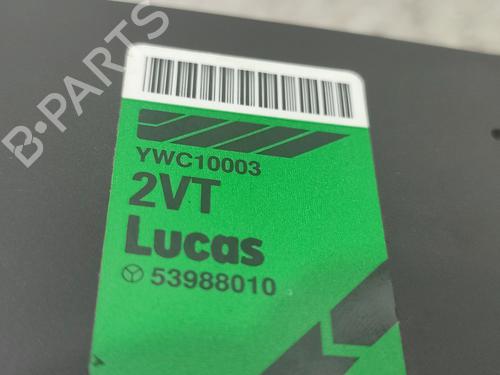 B-PARTS
YWC10003
2VT
Lucas
53988010